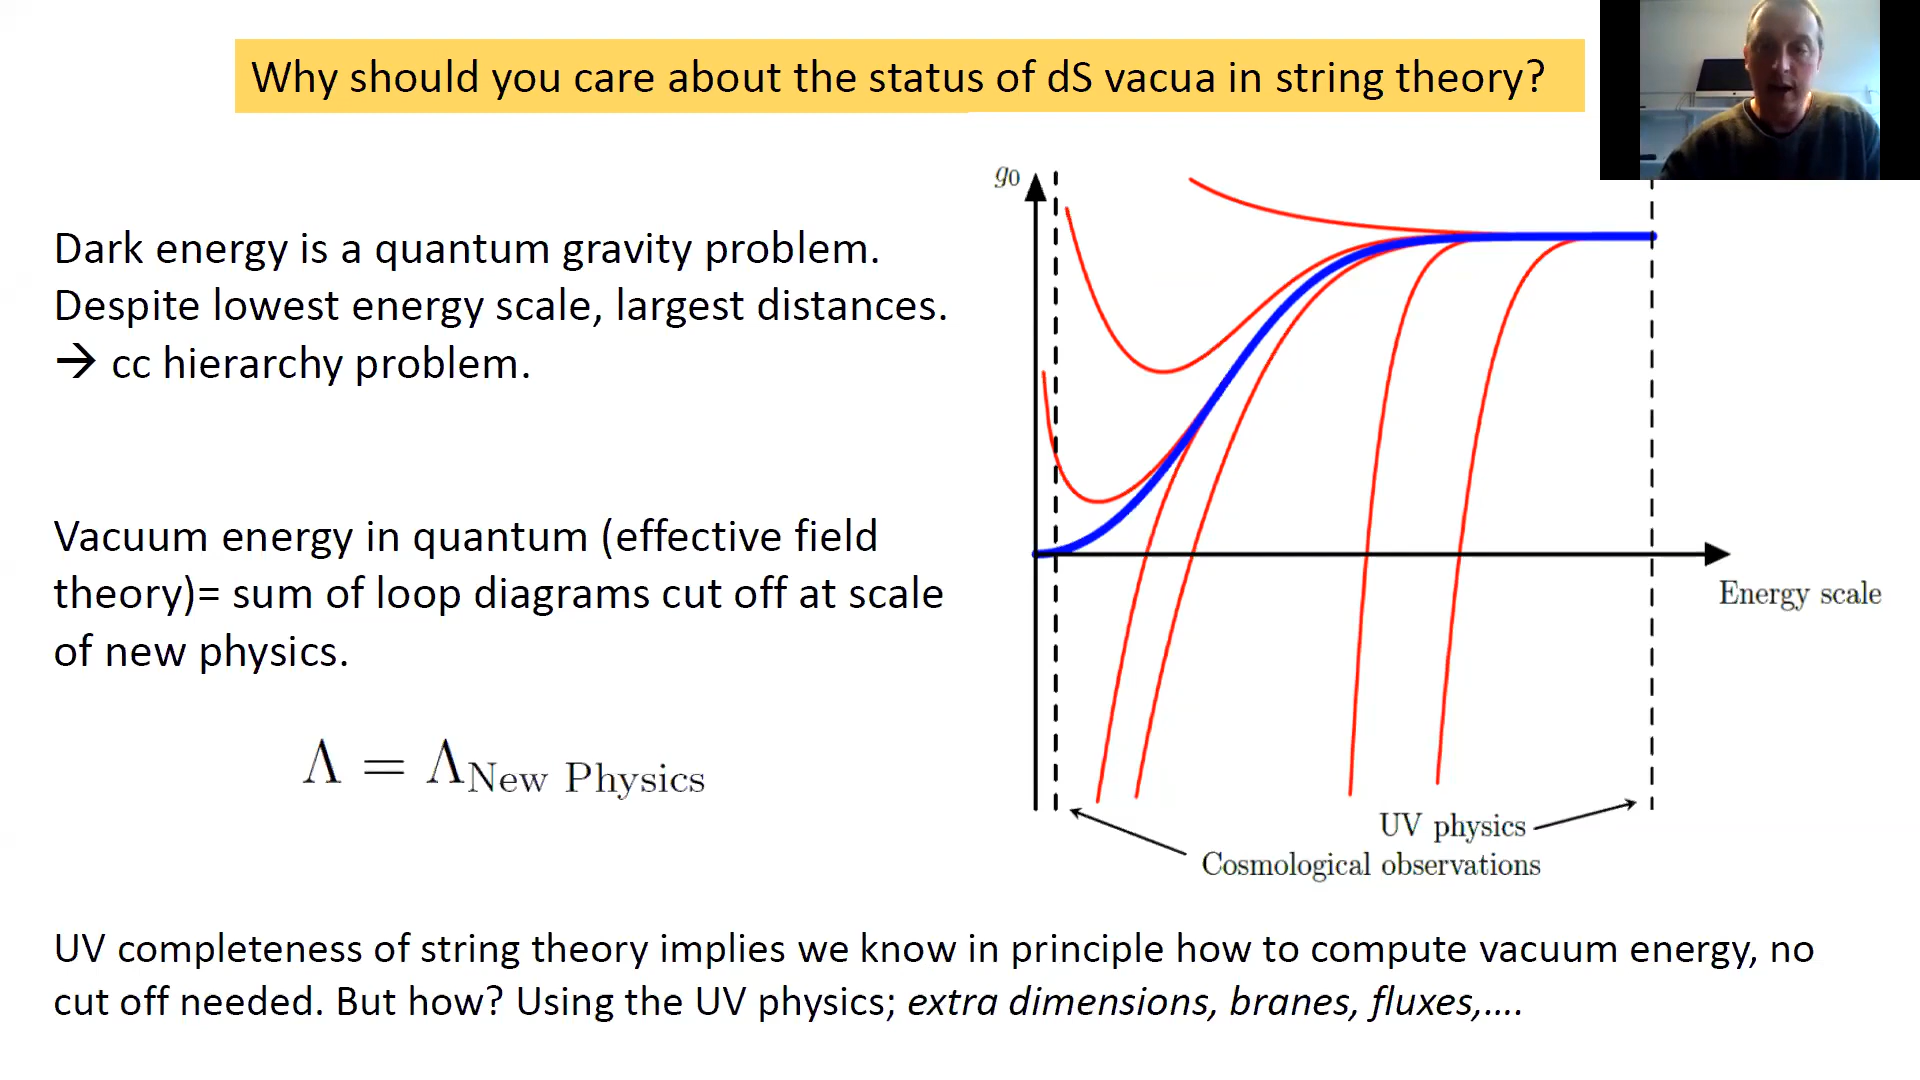 Why should you care about the status of dS vacua in string theory?
Dark energy is a quantum gravity problem.
Despite lowest energy scale, largest distances.
→ cc hierarchy problem.
Vacuum energy in quantum (effective field
theory)= sum of loop diagrams cut off at scale
of new physics.
Λ = Λ_New Physics
g0
Energy scale
UV physics
Cosmological observations
UV completeness of string theory implies we know in principle how to compute vacuum energy, no
cut off needed. But how? Using the UV physics; extra dimensions, branes, fluxes,....